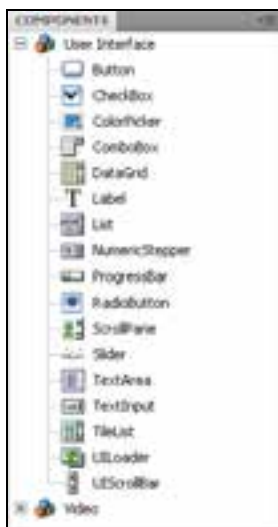 COMPONENTS
User Interface
Button
CheckBox
ColorPicker
ComboBox
DataGrid
Label
List
NumericStepper
ProgressBar
RadioButton
ScrollPane
Slider
TextArea
TextInput
TileList
UILoader
UIScrollBar
Video